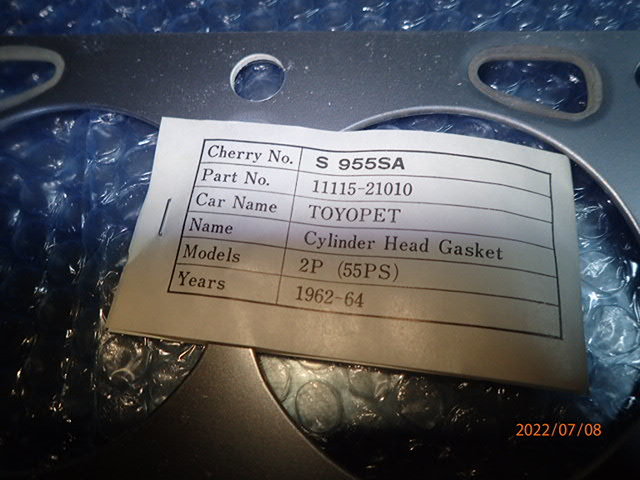 Cherry No. S 955SA
Part No. 11115-21010
Car Name TOYOPET
Name Cylinder Head Gasket
Models 2P (55PS)
Years 1962-64
2022/07/08